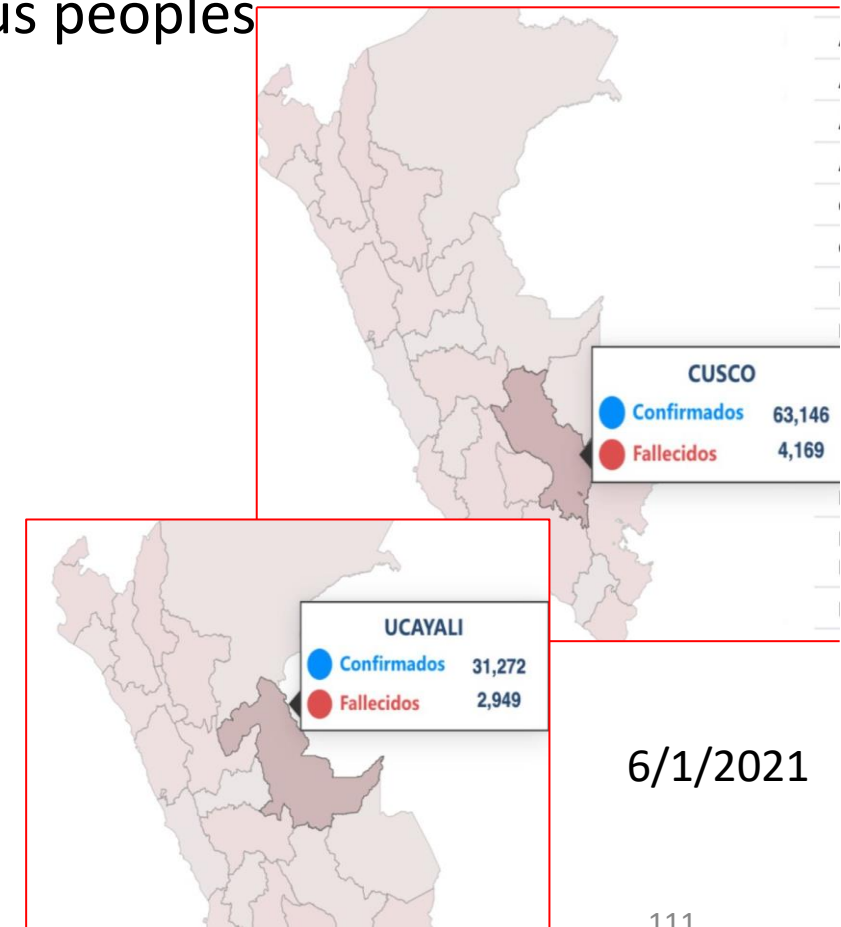 peoples
CUSCO
Confirmados 63,146
Fallecidos 4,169
UCAYALI
Confirmados 31,272
Fallecidos 2,949
6/1/2021
111